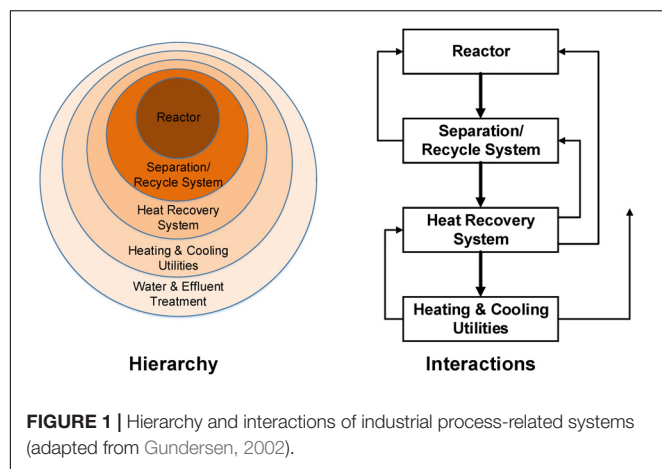 Reactor
Separation/
Recycle System
Heat Recovery
System
Heating & Cooling
Utilities
Water & Effluent
Treatment
Hierarchy
Reactor
Separation/
Recycle System
Heat Recovery
System
Heating & Cooling
Utilities
Interactions
FIGURE 1 | Hierarchy and interactions of industrial process-related systems
(adapted from Gundersen, 2002).